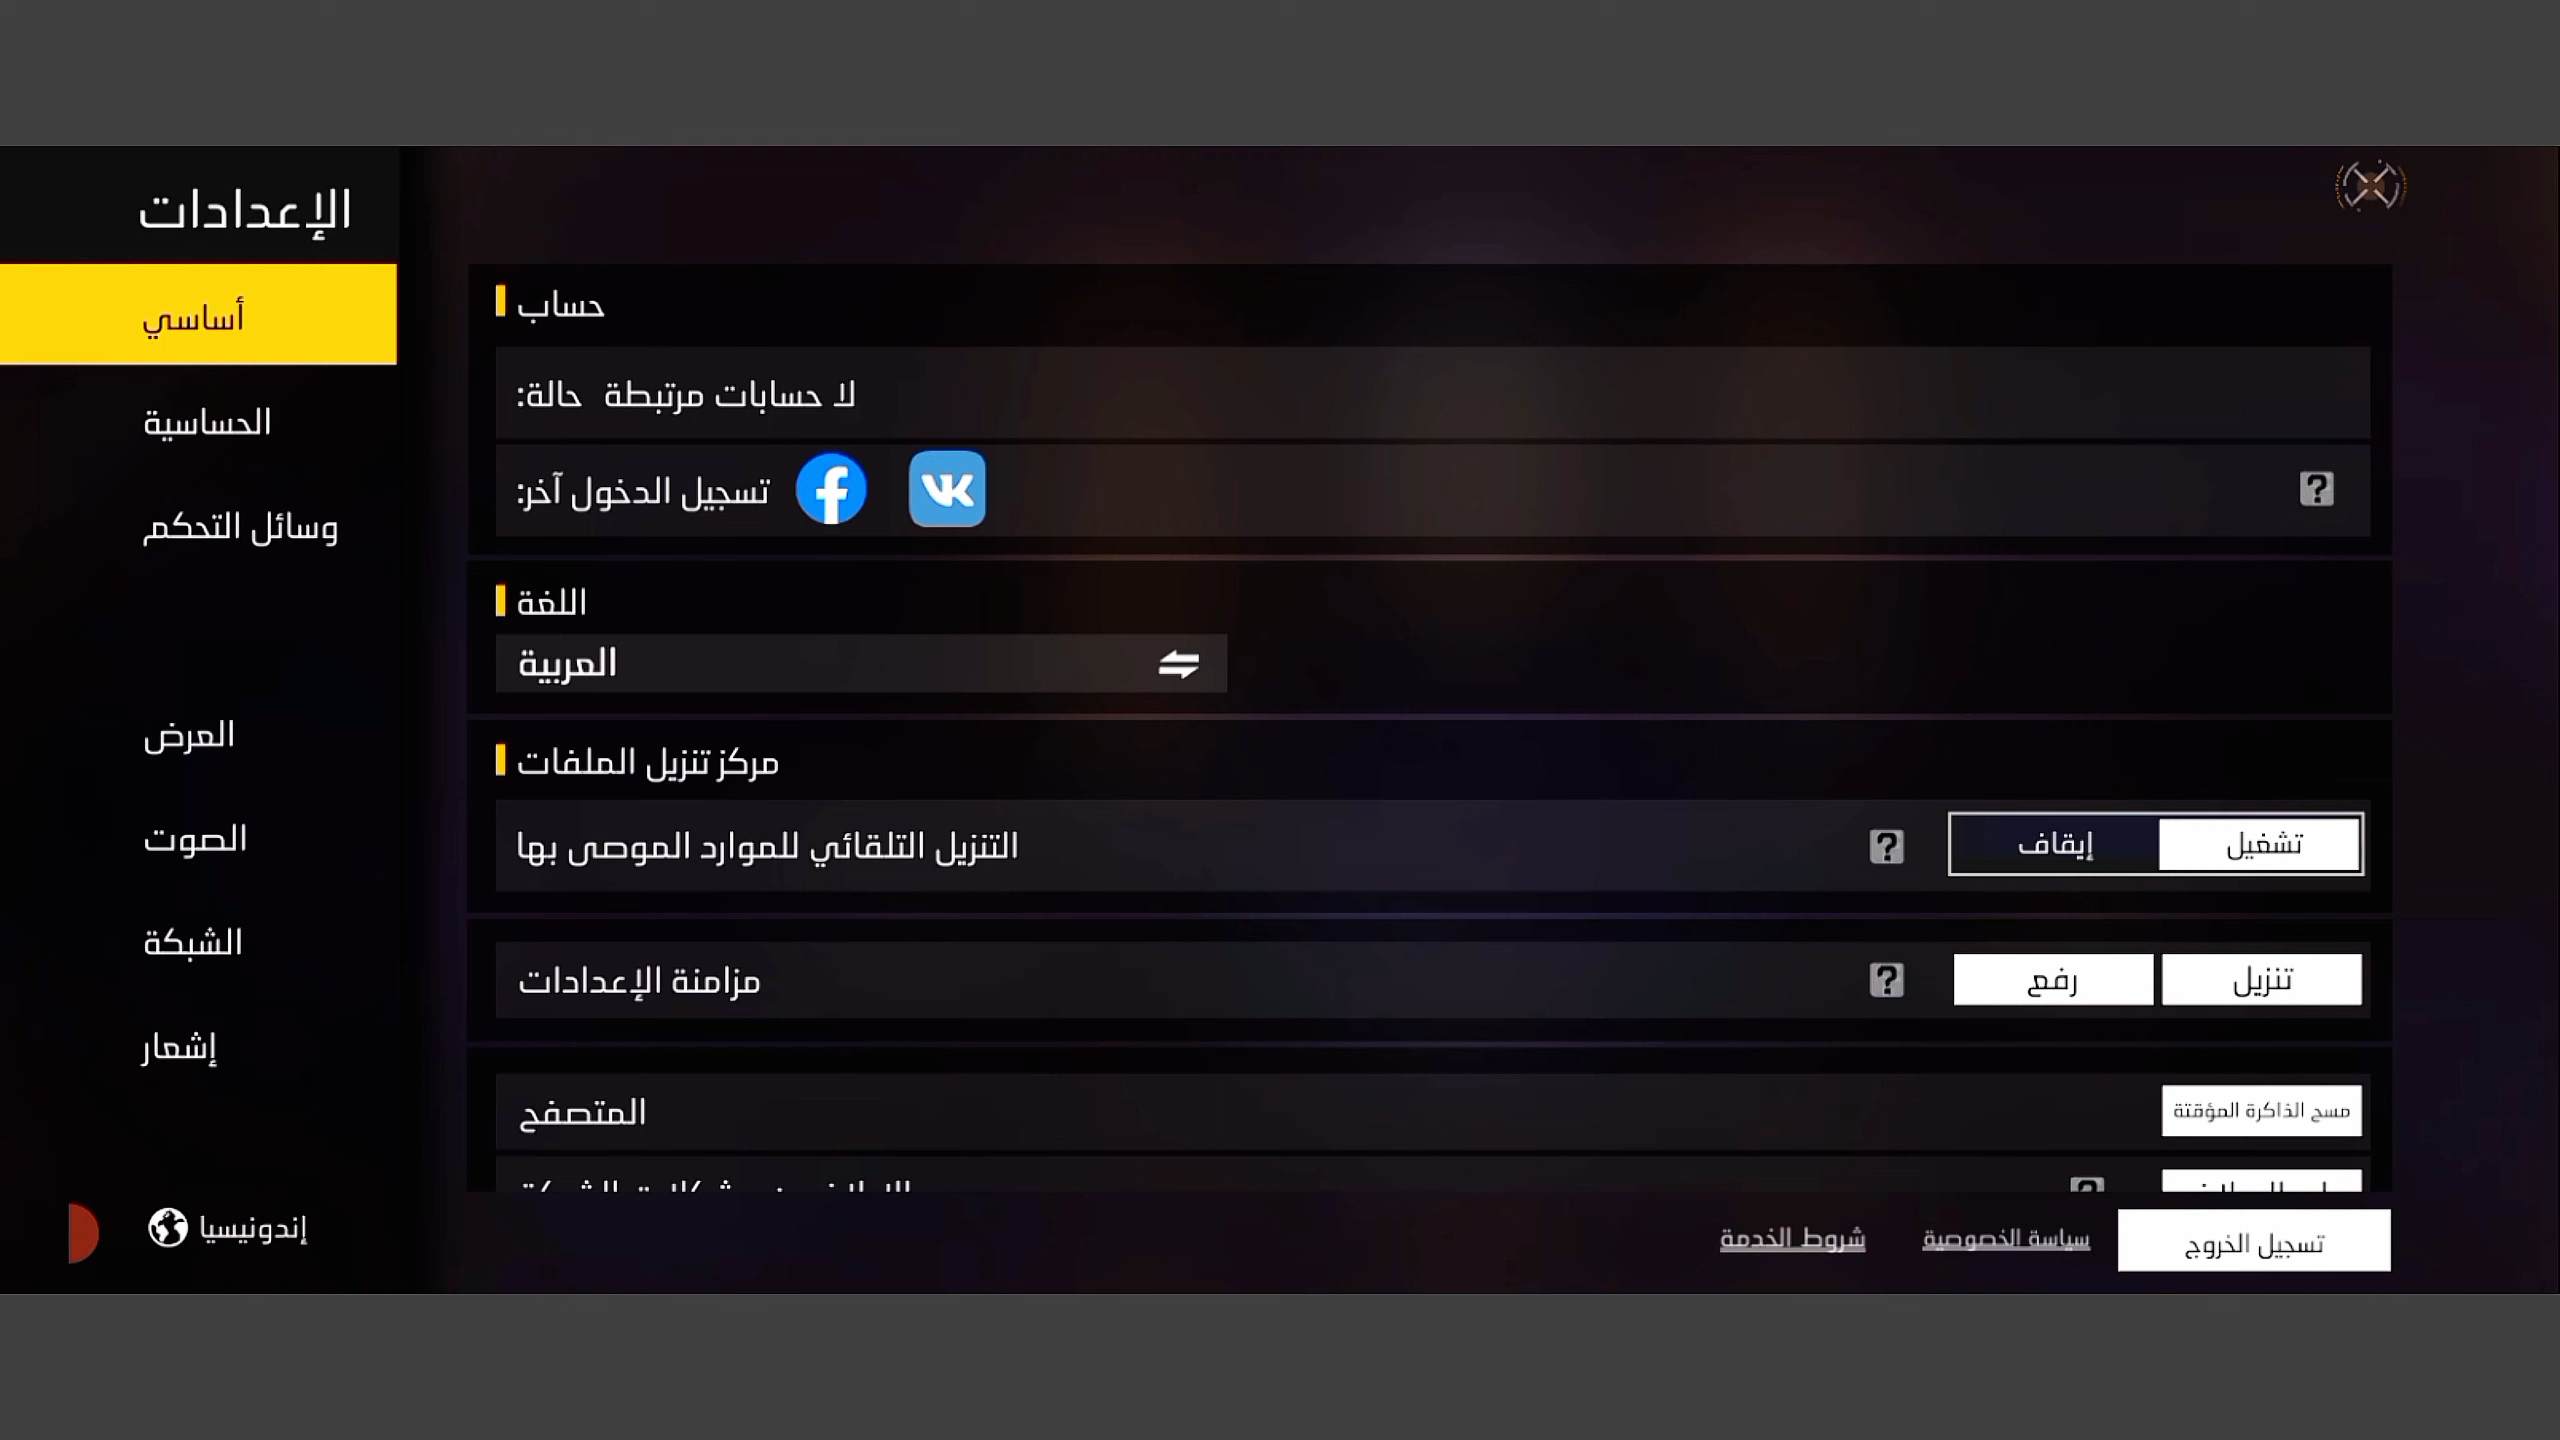 الإعدادات
أساسي
الحساسية
وسائل التحكم
العرض
الصوت
الشبكة
إشعار
إندونيسيا
حساب
حالة: لا حسابات مرتبطة
تسجيل الدخول آخر:
VK
?
اللغة
العربية
مركز تنزيل الملفات
التنزيل التلقائي للموارد الموصى بها
?
إيقاف
تشغيل
مزامنة الإعدادات
?
رفع
تنزيل
المتصفح
مسح الذاكرة المؤقتة
شروط الخدمة
سياسة الخصوصية
تسجيل الخروج